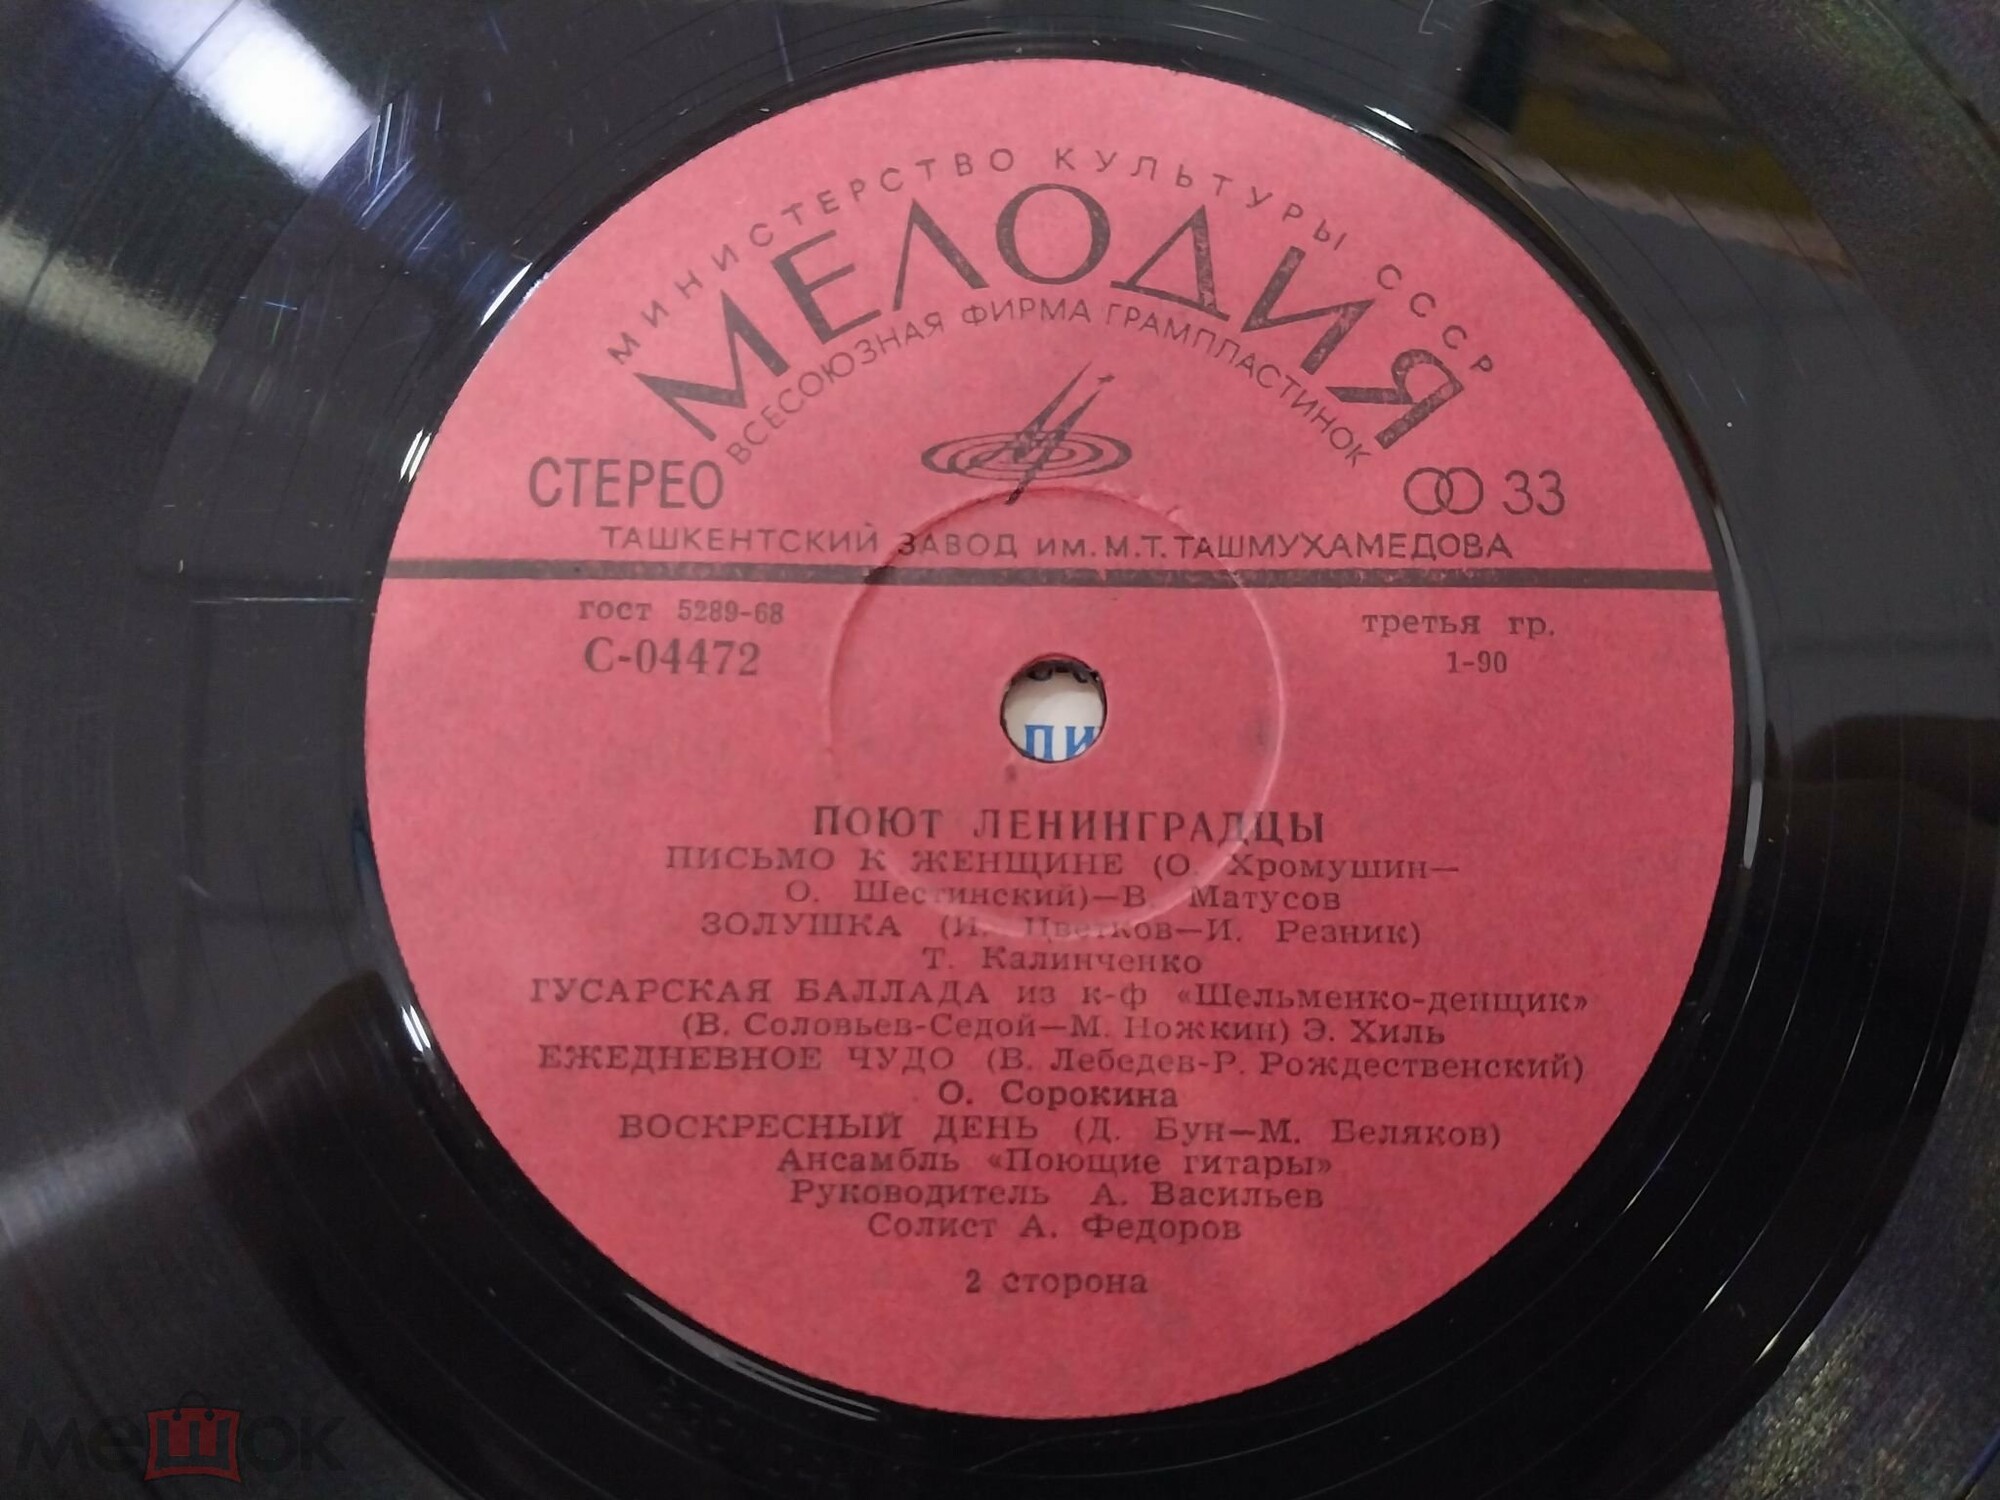 МИНИСТЕРСТВО КУЛЬТУРЫ СССР
МЕЛОДИЯ
ВСЕСОЮЗНАЯ ФИРМА ГРАМПЛАСТИНОК
СТЕРЕО 33
ТАШКЕНТСКИЙ ЗАВОД ИМ. М.Т. ТАШМУХАМЕДОВА
гост 5289-68 третья гр.
С-04472 1-90
ПИ
ПОЮТ ЛЕНИНГРАДЦЫ
ПИСЬМО К ЖЕНЩИНЕ (О. Хромушин—
О. Шестинский)—В. Матусов
ЗОЛУШКА (И. Цветков—И. Резник)
Т. Калинченко
ГУСАРСКАЯ БАЛЛАДА из к-ф «Шельменко-денщик»
(В. Соловьев-Седой—М. Ножкин) Э. Хиль
ЕЖЕДНЕВНОЕ ЧУДО (В. Лебедев-Р. Рождественский)
О. Сорокина
ВОСКРЕСНЫЙ ДЕНЬ (Д. Бун—М. Беляков)
Ансамбль «Поющие гитары»
Руководитель А. Васильев
Солист А. Федоров
2 сторона
мешок